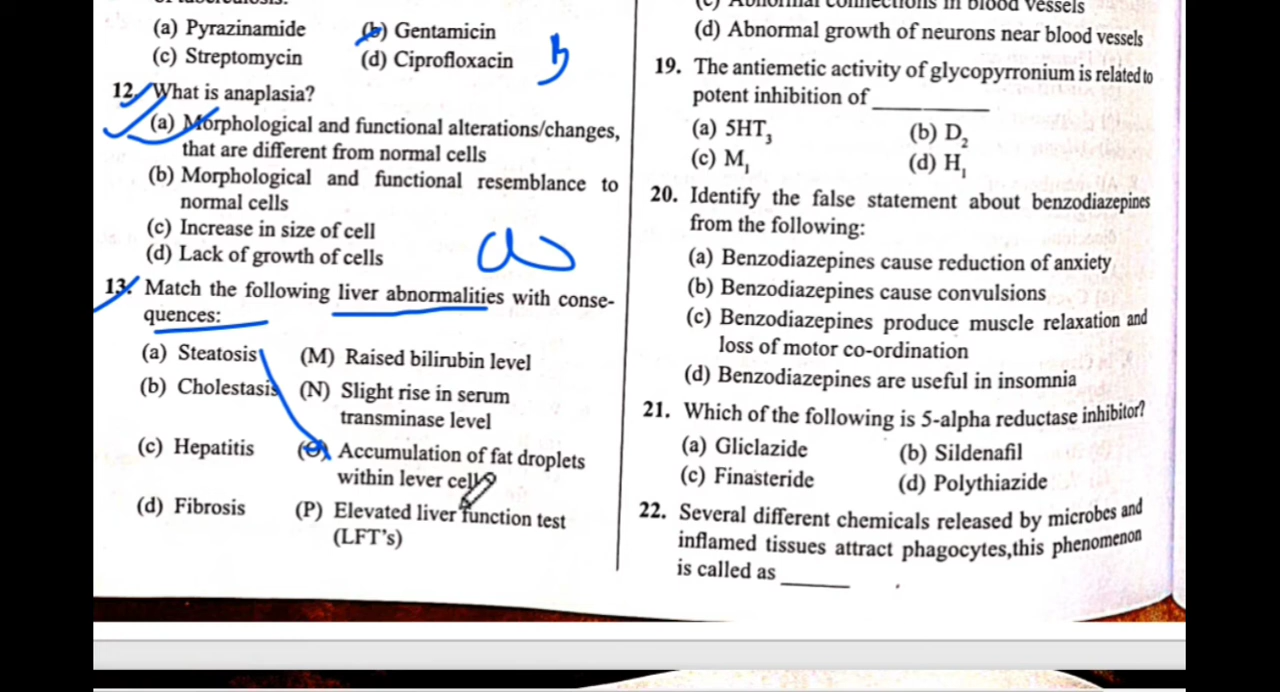 (a) Pyrazinamide (b) Gentamicin
(c) Streptomycin (d) Ciprofloxacin
b
12. What is anaplasia?
(a) Morphological and functional alterations/changes,
that are different from normal cells
(b) Morphological and functional resemblance to
normal cells
(c) Increase in size of cell
(d) Lack of growth of cells
a
13. Match the following liver abnormalities with conse-
quences:
(a) Steatosis (M) Raised bilirubin level
(b) Cholestasis (N) Slight rise in serum
transminase level
(c) Hepatitis (O) Accumulation of fat droplets
within lever cells
(d) Fibrosis (P) Elevated liver function test
(LFT's)
(c) Abnormal connections in blood vessels
(d) Abnormal growth of neurons near blood vessels
19. The antiemetic activity of glycopyrronium is related to
potent inhibition of ________
(a) 5HT3 (b) D2
(c) M1 (d) H1
20. Identify the false statement about benzodiazepines
from the following:
(a) Benzodiazepines cause reduction of anxiety
(b) Benzodiazepines cause convulsions
(c) Benzodiazepines produce muscle relaxation and
loss of motor co-ordination
(d) Benzodiazepines are useful in insomnia
21. Which of the following is 5-alpha reductase inhibitor?
(a) Gliclazide (b) Sildenafil
(c) Finasteride (d) Polythiazide
22. Several different chemicals released by microbes and
inflamed tissues attract phagocytes,this phenomenon
is called as ______